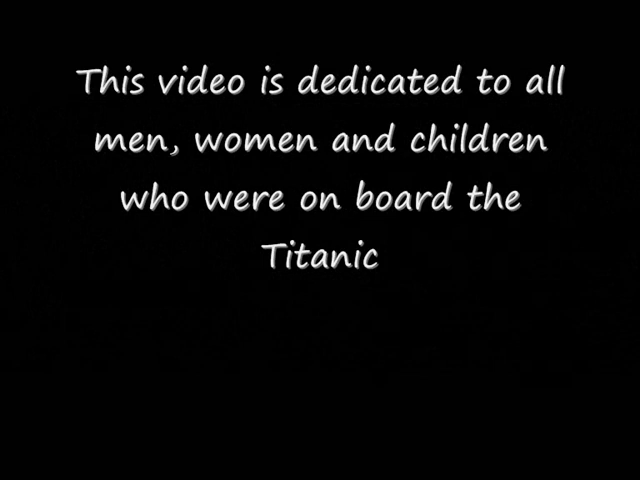 This video is dedicated to all
men, women and children
who were on board the
Titanic